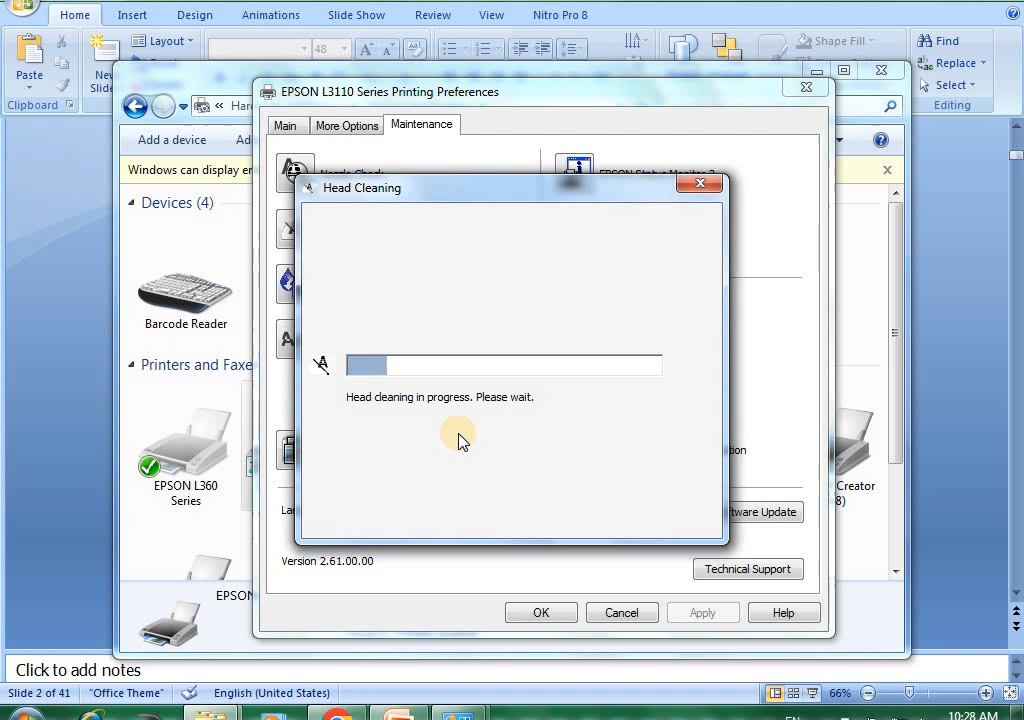 Home Insert Design Animations Slide Show Review View Nitro Pro 8
Layout
48
Shape Fill
Find
Paste
New
Slide
Replace
Select
Clipboard
Editing
EPSON L3110 Series Printing Preferences
Main More Options Maintenance
Add a device
Windows can display
Head Cleaning
Devices (4)
Barcode Reader
Printers and Faxe
Head cleaning in progress. Please wait.
EPSON L360
Series
Creator
Software Update
Version 2.61.00.00
Technical Support
EPSON
OK Cancel Apply Help
Click to add notes
Slide 2 of 41 "Office Theme" English (United States) 66%
10:28 AM